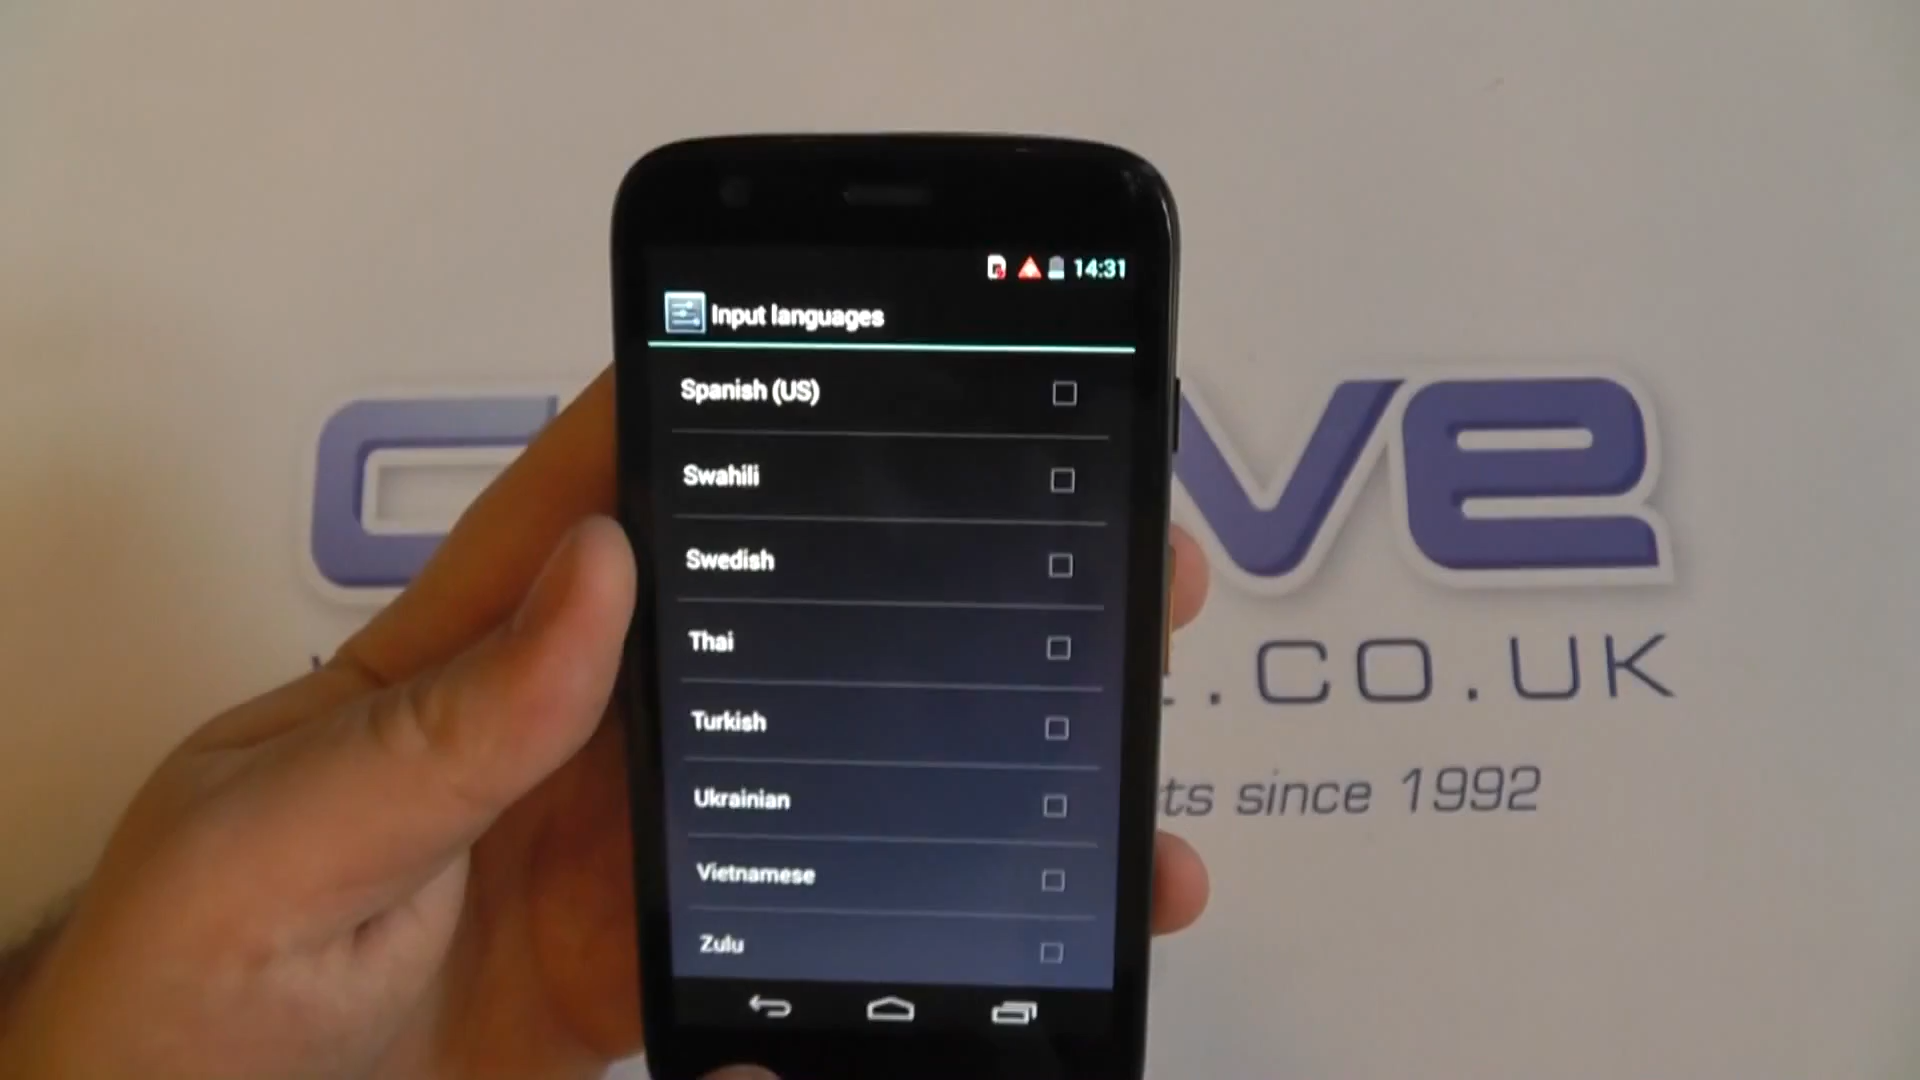 14:31
Input languages
Spanish (US)
Swahili
Swedish
Thai
Turkish
Ukrainian
Vietnamese
Zulu
.CO.UK
since 1992